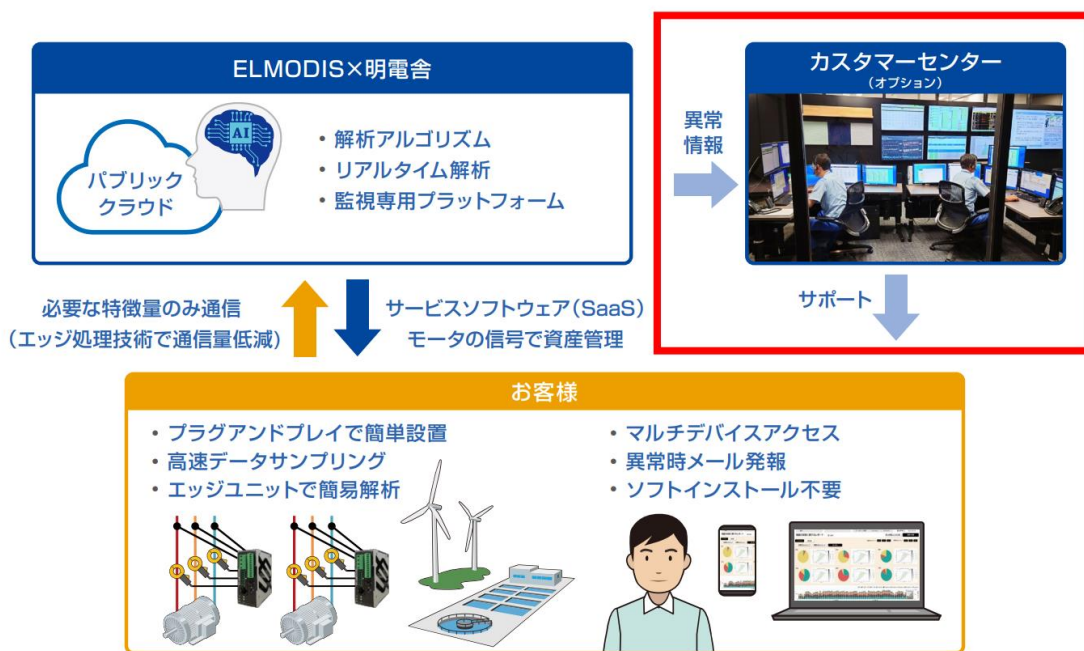 ELMODIS×明電舎
パブリック
クラウド
AI
• 解析アルゴリズム
• リアルタイム解析
• 監視専用プラットフォーム
異常
情報
カスタマーセンター
(オプション)
サポート
必要な特徴量のみ通信
(エッジ処理技術で通信量低減)
サービスソフトウェア(SaaS)
モータの信号で資産管理
お客様
• プラグアンドプレイで簡単設置
• 高速データサンプリング
• エッジユニットで簡易解析
• マルチデバイスアクセス
• 異常時メール発報
• ソフトインストール不要